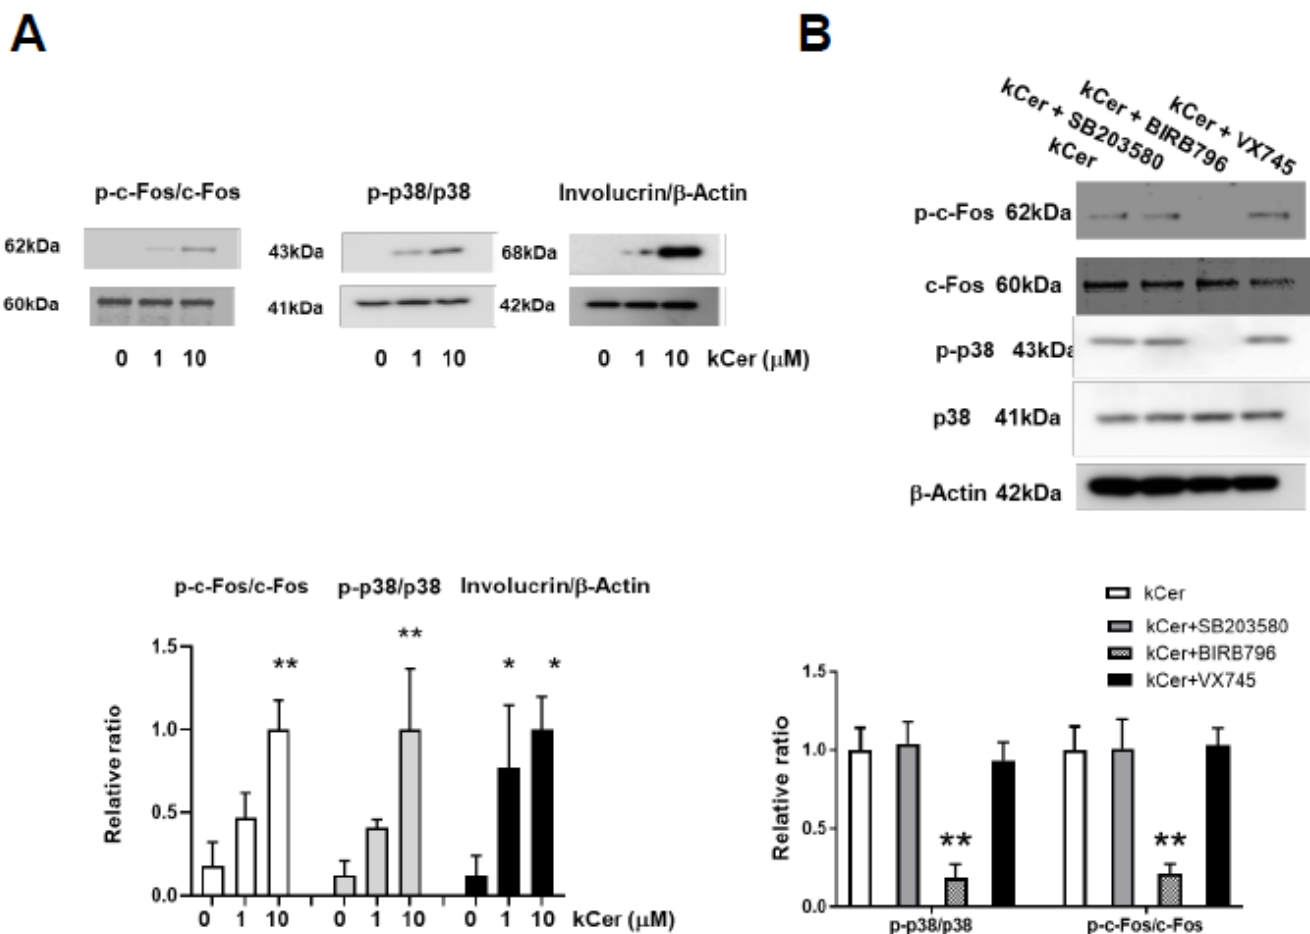 A
p-c-Fos/c-Fos
p-p38/p38
Involucrin/β-Actin
62kDa
43kDa
68kDa
60kDa
41kDa
42kDa
0 1 10
0 1 10
0 1 10 kCer (μM)
p-c-Fos/c-Fos p-p38/p38 Involucrin/β-Actin
Relative ratio
1.5
1.0
0.5
0.0
**
**
*
*
0 1 10 0 1 10 0 1 10 kCer (μM)
B
kCer
kCer + SB203580
kCer + BIRB796
kCer + VX745
p-c-Fos 62kDa
c-Fos 60kDa
p-p38 43kDa
p38 41kDa
β-Actin 42kDa
kCer
kCer+SB203580
kCer+BIRB796
kCer+VX745
Relative ratio
1.5
1.0
0.5
0.0
**
**
p-p38/p38 p-c-Fos/c-Fos